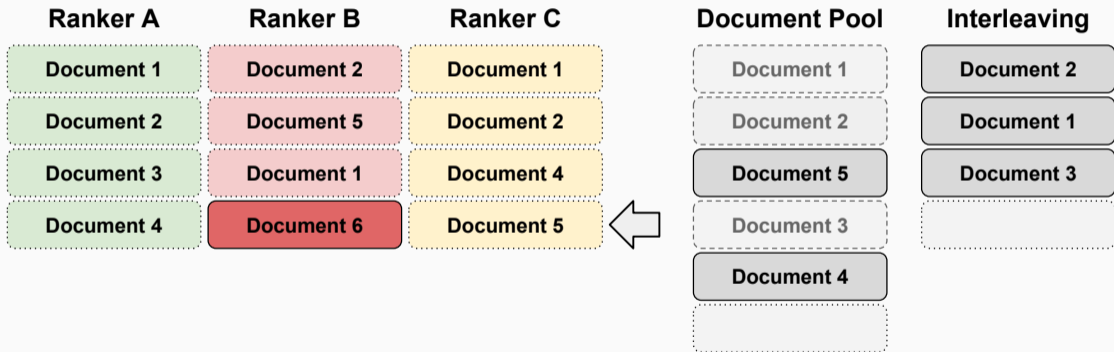 Ranker A Ranker B Ranker C Document Pool Interleaving
Document 1 Document 2 Document 1 Document 1 Document 2
Document 2 Document 5 Document 2 Document 2 Document 1
Document 3 Document 1 Document 4 Document 5 Document 3
Document 4 Document 6 Document 5 Document 3
Document 4